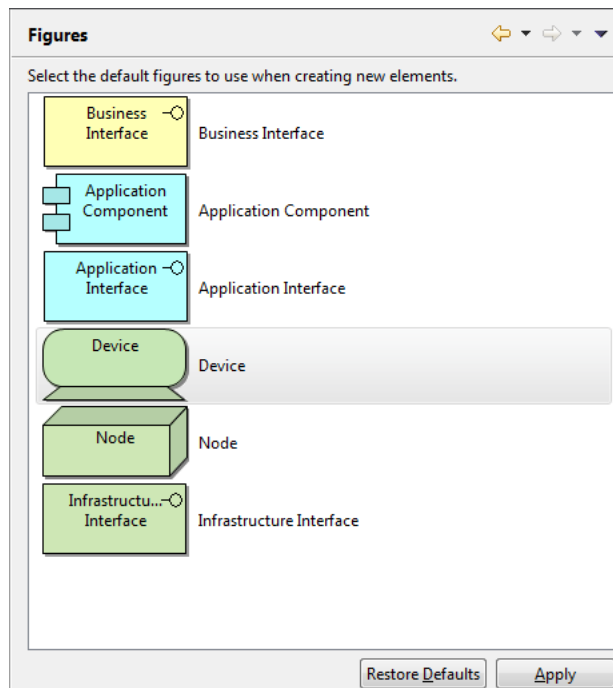 Figures
Select the default figures to use when creating new elements.
Business
Interface
Business Interface
Application
Component
Application Component
Application
Interface
Application Interface
Device
Device
Node
Node
Infrastructu...
Interface
Infrastructure Interface
Restore Defaults
Apply